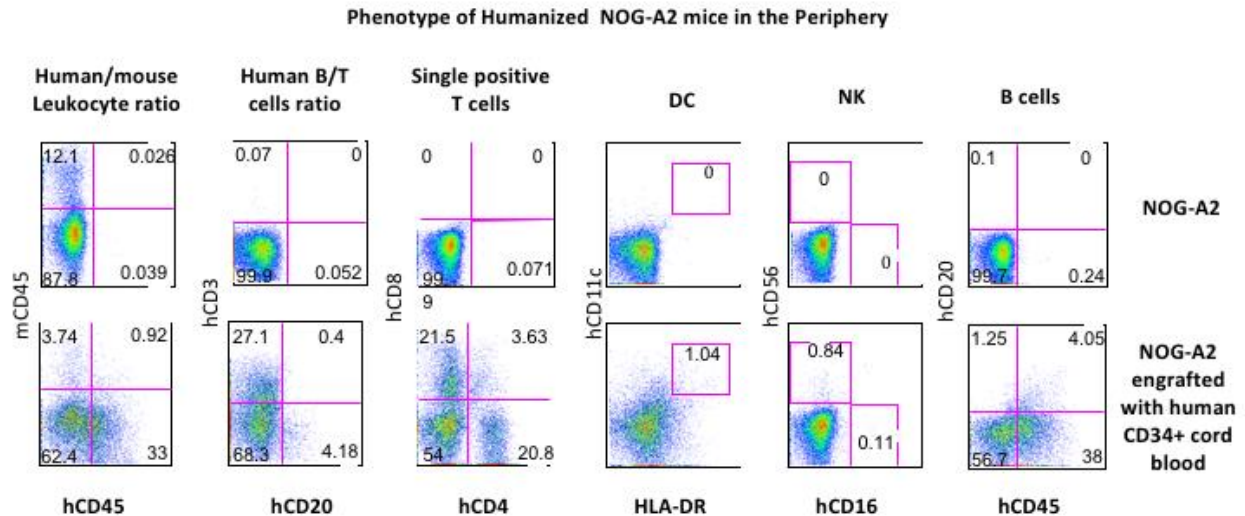 Phenotype of Humanized NOG-A2 mice in the Periphery
Human/mouse
Leukocyte ratio
Human B/T
cells ratio
Single positive
T cells
DC
NK
B cells
mCD45
12.1
0.026
87.8
0.039
hCD3
0.07
0
99.9
0.052
hCD8
0
0
99
9
0.071
hCD11c
0
hCD56
0
0
hCD20
0.1
0
99.7
0.24
NOG-A2
3.74
0.92
62.4
33
27.1
0.4
68.3
4.18
21.5
3.63
54
20.8
1.04
0.84
0.11
1.25
4.05
56.7
38
NOG-A2
engrafted
with human
CD34+ cord
blood
hCD45
hCD20
hCD4
HLA-DR
hCD16
hCD45